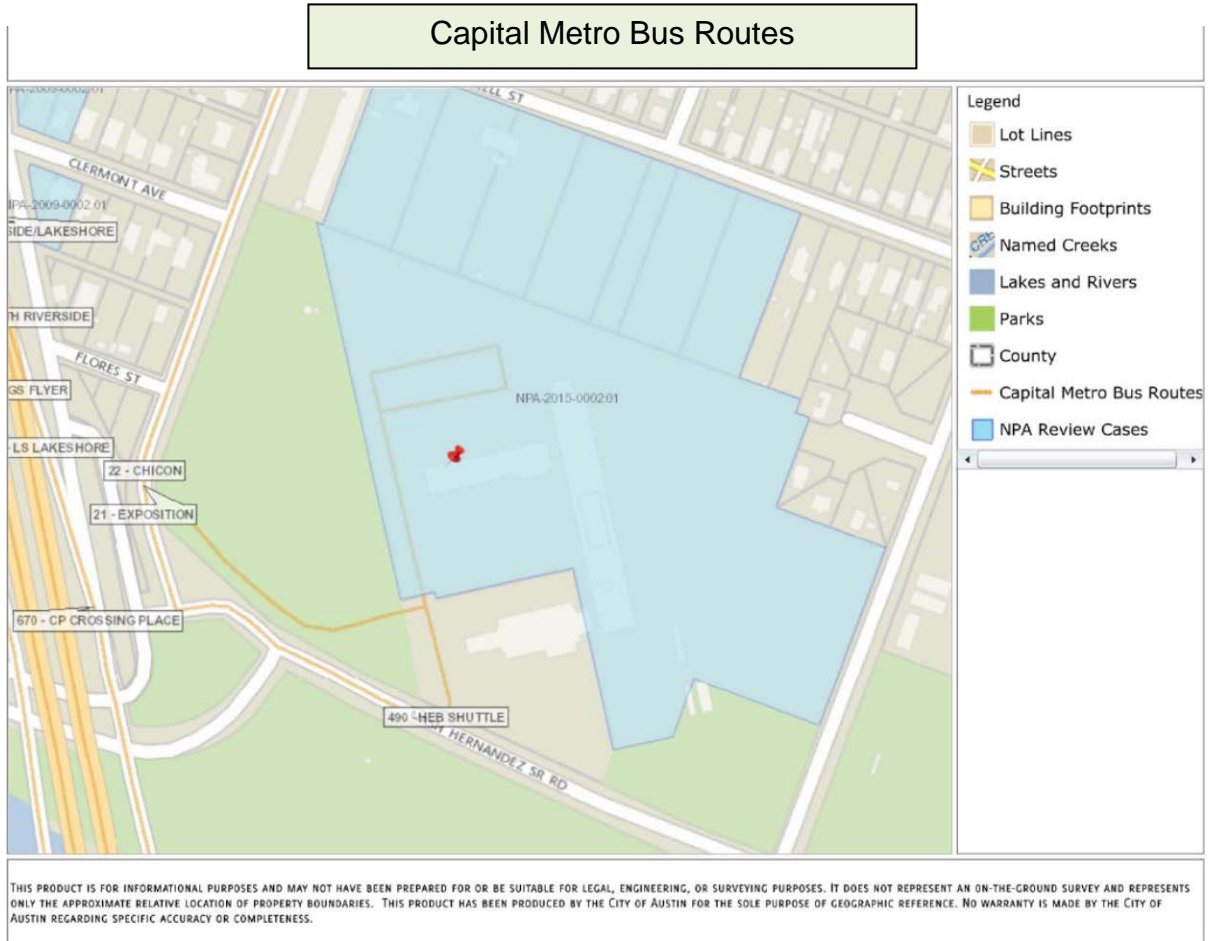 Capital Metro Bus Routes
CLERMONT AVE
NPA-2015-0002.01
FLORES ST
22 - CHICON
21 - EXPOSITION
670 - CP CROSSING PLACE
490 -HEB SHUTTLE
HERNANDEZ SR RD
SIDE/LAKESHORE
RIVERSIDE
FLYER
LS LAKESHORE
Legend
Lot Lines
Streets
Building Footprints
Named Creeks
Lakes and Rivers
Parks
County
Capital Metro Bus Routes
NPA Review Cases
THIS PRODUCT IS FOR INFORMATIONAL PURPOSES AND MAY NOT HAVE BEEN PREPARED FOR OR BE SUITABLE FOR LEGAL, ENGINEERING, OR SURVEYING PURPOSES. IT DOES NOT REPRESENT AN ON-THE-GROUND SURVEY AND REPRESENTS
ONLY THE APPROXIMATE RELATIVE LOCATION OF PROPERTY BOUNDARIES. THIS PRODUCT HAS BEEN PRODUCED BY THE CITY OF AUSTIN FOR THE SOLE PURPOSE OF GEOGRAPHIC REFERENCE. NO WARRANTY IS MADE BY THE CITY OF
AUSTIN REGARDING SPECIFIC ACCURACY OR COMPLETENESS.